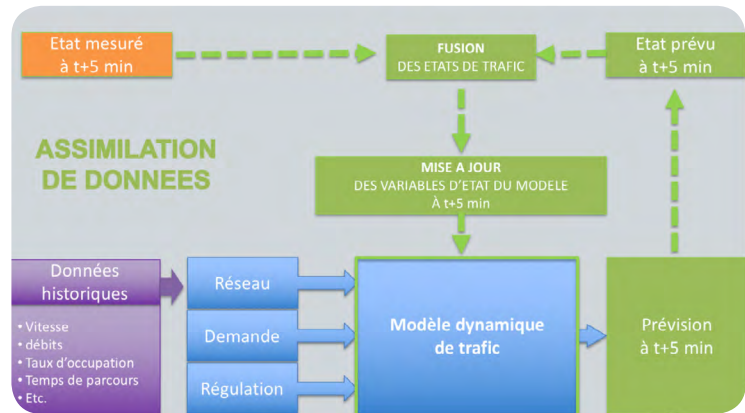 Etat mesuré
à t+5 min
FUSION
DES ETATS DE TRAFIC
Etat prévu
à t+5 min
ASSIMILATION
DE DONNEES
MISE A JOUR
DES VARIABLES D'ETAT DU MODELE
À t+5 min
Données
historiques
• Vitesse
• débits
• Taux d'occupation
• Temps de parcours
• Etc.
Réseau
Demande
Régulation
Modèle dynamique
de trafic
Prévision
à t+5 min